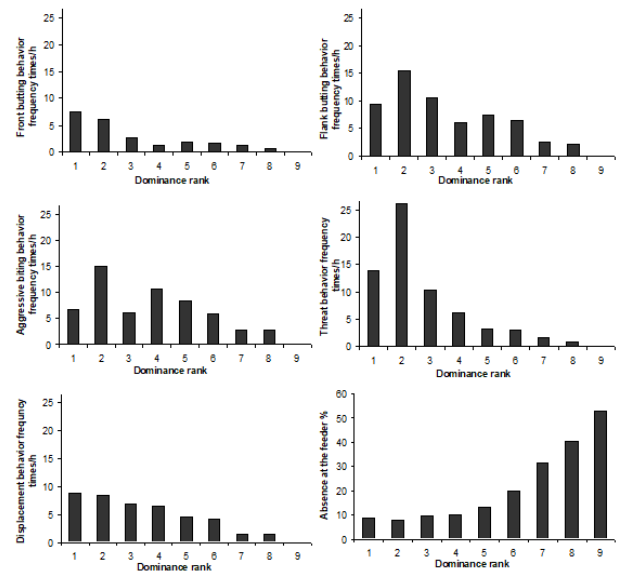 Front butting behavior
frequency times/h
25
20
15
10
5
0
1 2 3 4 5 6 7 8 9
Dominance rank
Flank butting behavior
frequency times/h
25
20
15
10
5
0
1 2 3 4 5 6 7 8 9
Dominance rank
Aggressive biting behavior
frequency times/h
25
20
15
10
5
0
1 2 3 4 5 6 7 8 9
Dominance rank
Threat behavior frequency
times/h
25
20
15
10
5
0
1 2 3 4 5 6 7 8 9
Dominance rank
Displacement behavior frequncy
times/h
25
20
15
10
5
0
1 2 3 4 5 6 7 8 9
Dominance rank
Absence at the feeder %
60
50
40
30
20
10
0
1 2 3 4 5 6 7 8 9
Dominance rank